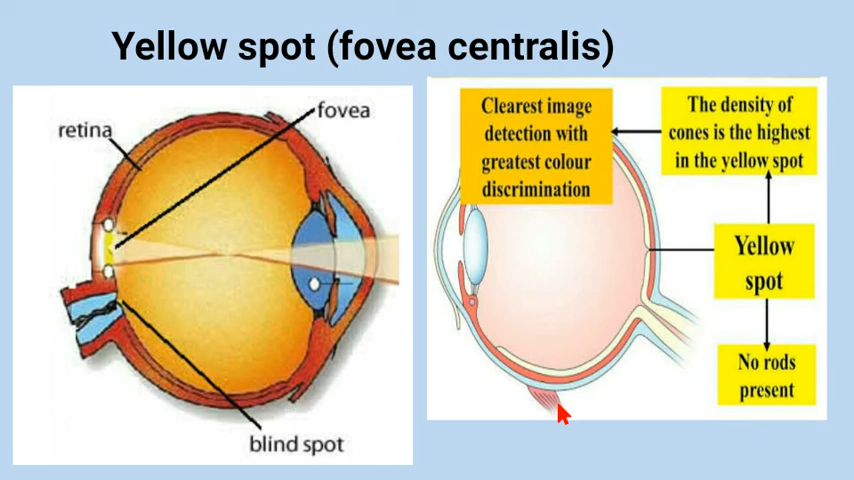 Yellow spot (fovea centralis)
fovea
retina
blind spot
Clearest image
detection with
greatest colour
discrimination
The density of
cones is the highest
in the yellow spot
Yellow
spot
No rods
present